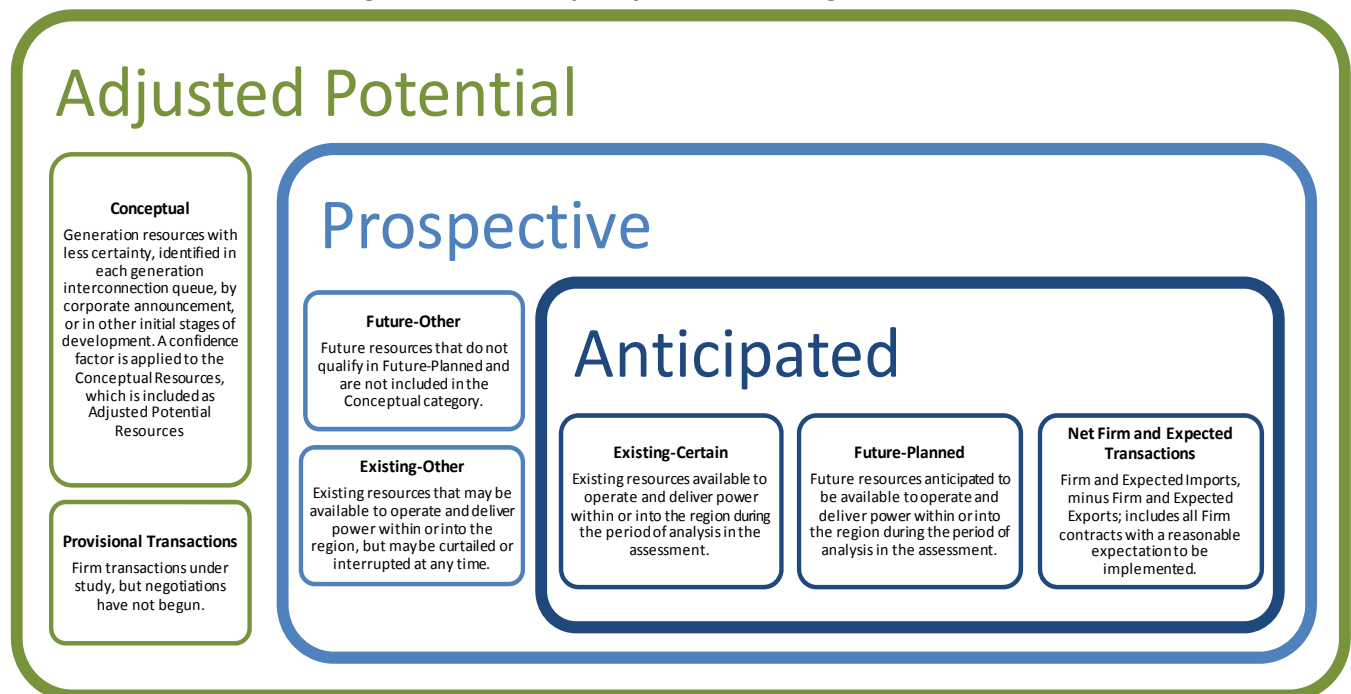 Adjusted Potential
Conceptual
Generation resources with
less certainty, identified in
each generation
interconnection queue, by
corporate announcement,
or in other initial stages of
development. A confidence
factor is applied to the
Conceptual Resources,
which is included as
Adjusted Potential
Resources
Provisional Transactions
Firm transactions under
study, but negotiations
have not begun.
Prospective
Future-Other
Future resources that do not
qualify in Future-Planned and
are not included in the
Conceptual category.
Existing-Other
Existing resources that may be
available to operate and deliver
power within or into the
region, but may be curtailed or
interrupted at any time.
Anticipated
Existing-Certain
Existing resources available to
operate and deliver power
within or into the region during
the period of analysis in the
assessment.
Future-Planned
Future resources anticipated to
be available to operate and
deliver power within or into
the region during the period of
analysis in the assessment.
Net Firm and Expected
Transactions
Firm and Expected Imports,
minus Firm and Expected
Exports; includes all Firm
contracts with a reasonable
expectation to be
implemented.